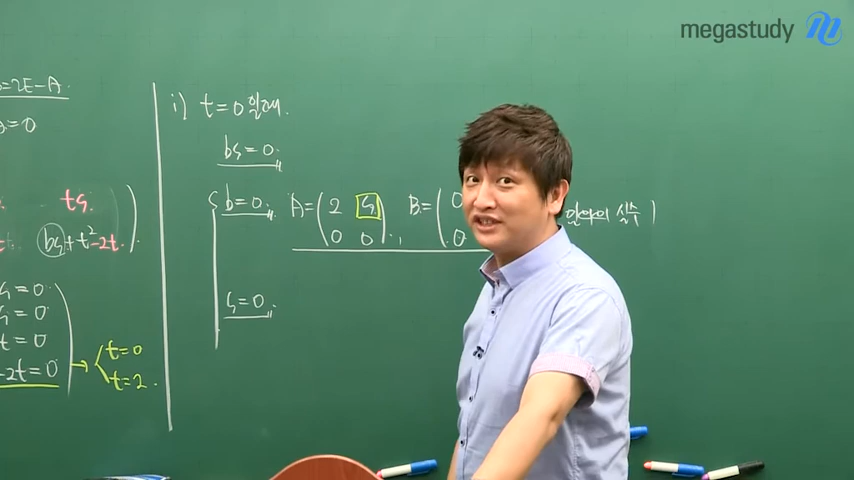 megastudy
=2E-A
=0
ts.
bs+t²-2t.
s=0
s=0
t=0
-2t=0
t=0
t=2.
i) t=0일때.
bs=0.
b=0.
A=(2 s
0 0).
B=(0
0
임의의 실수)
s=0.